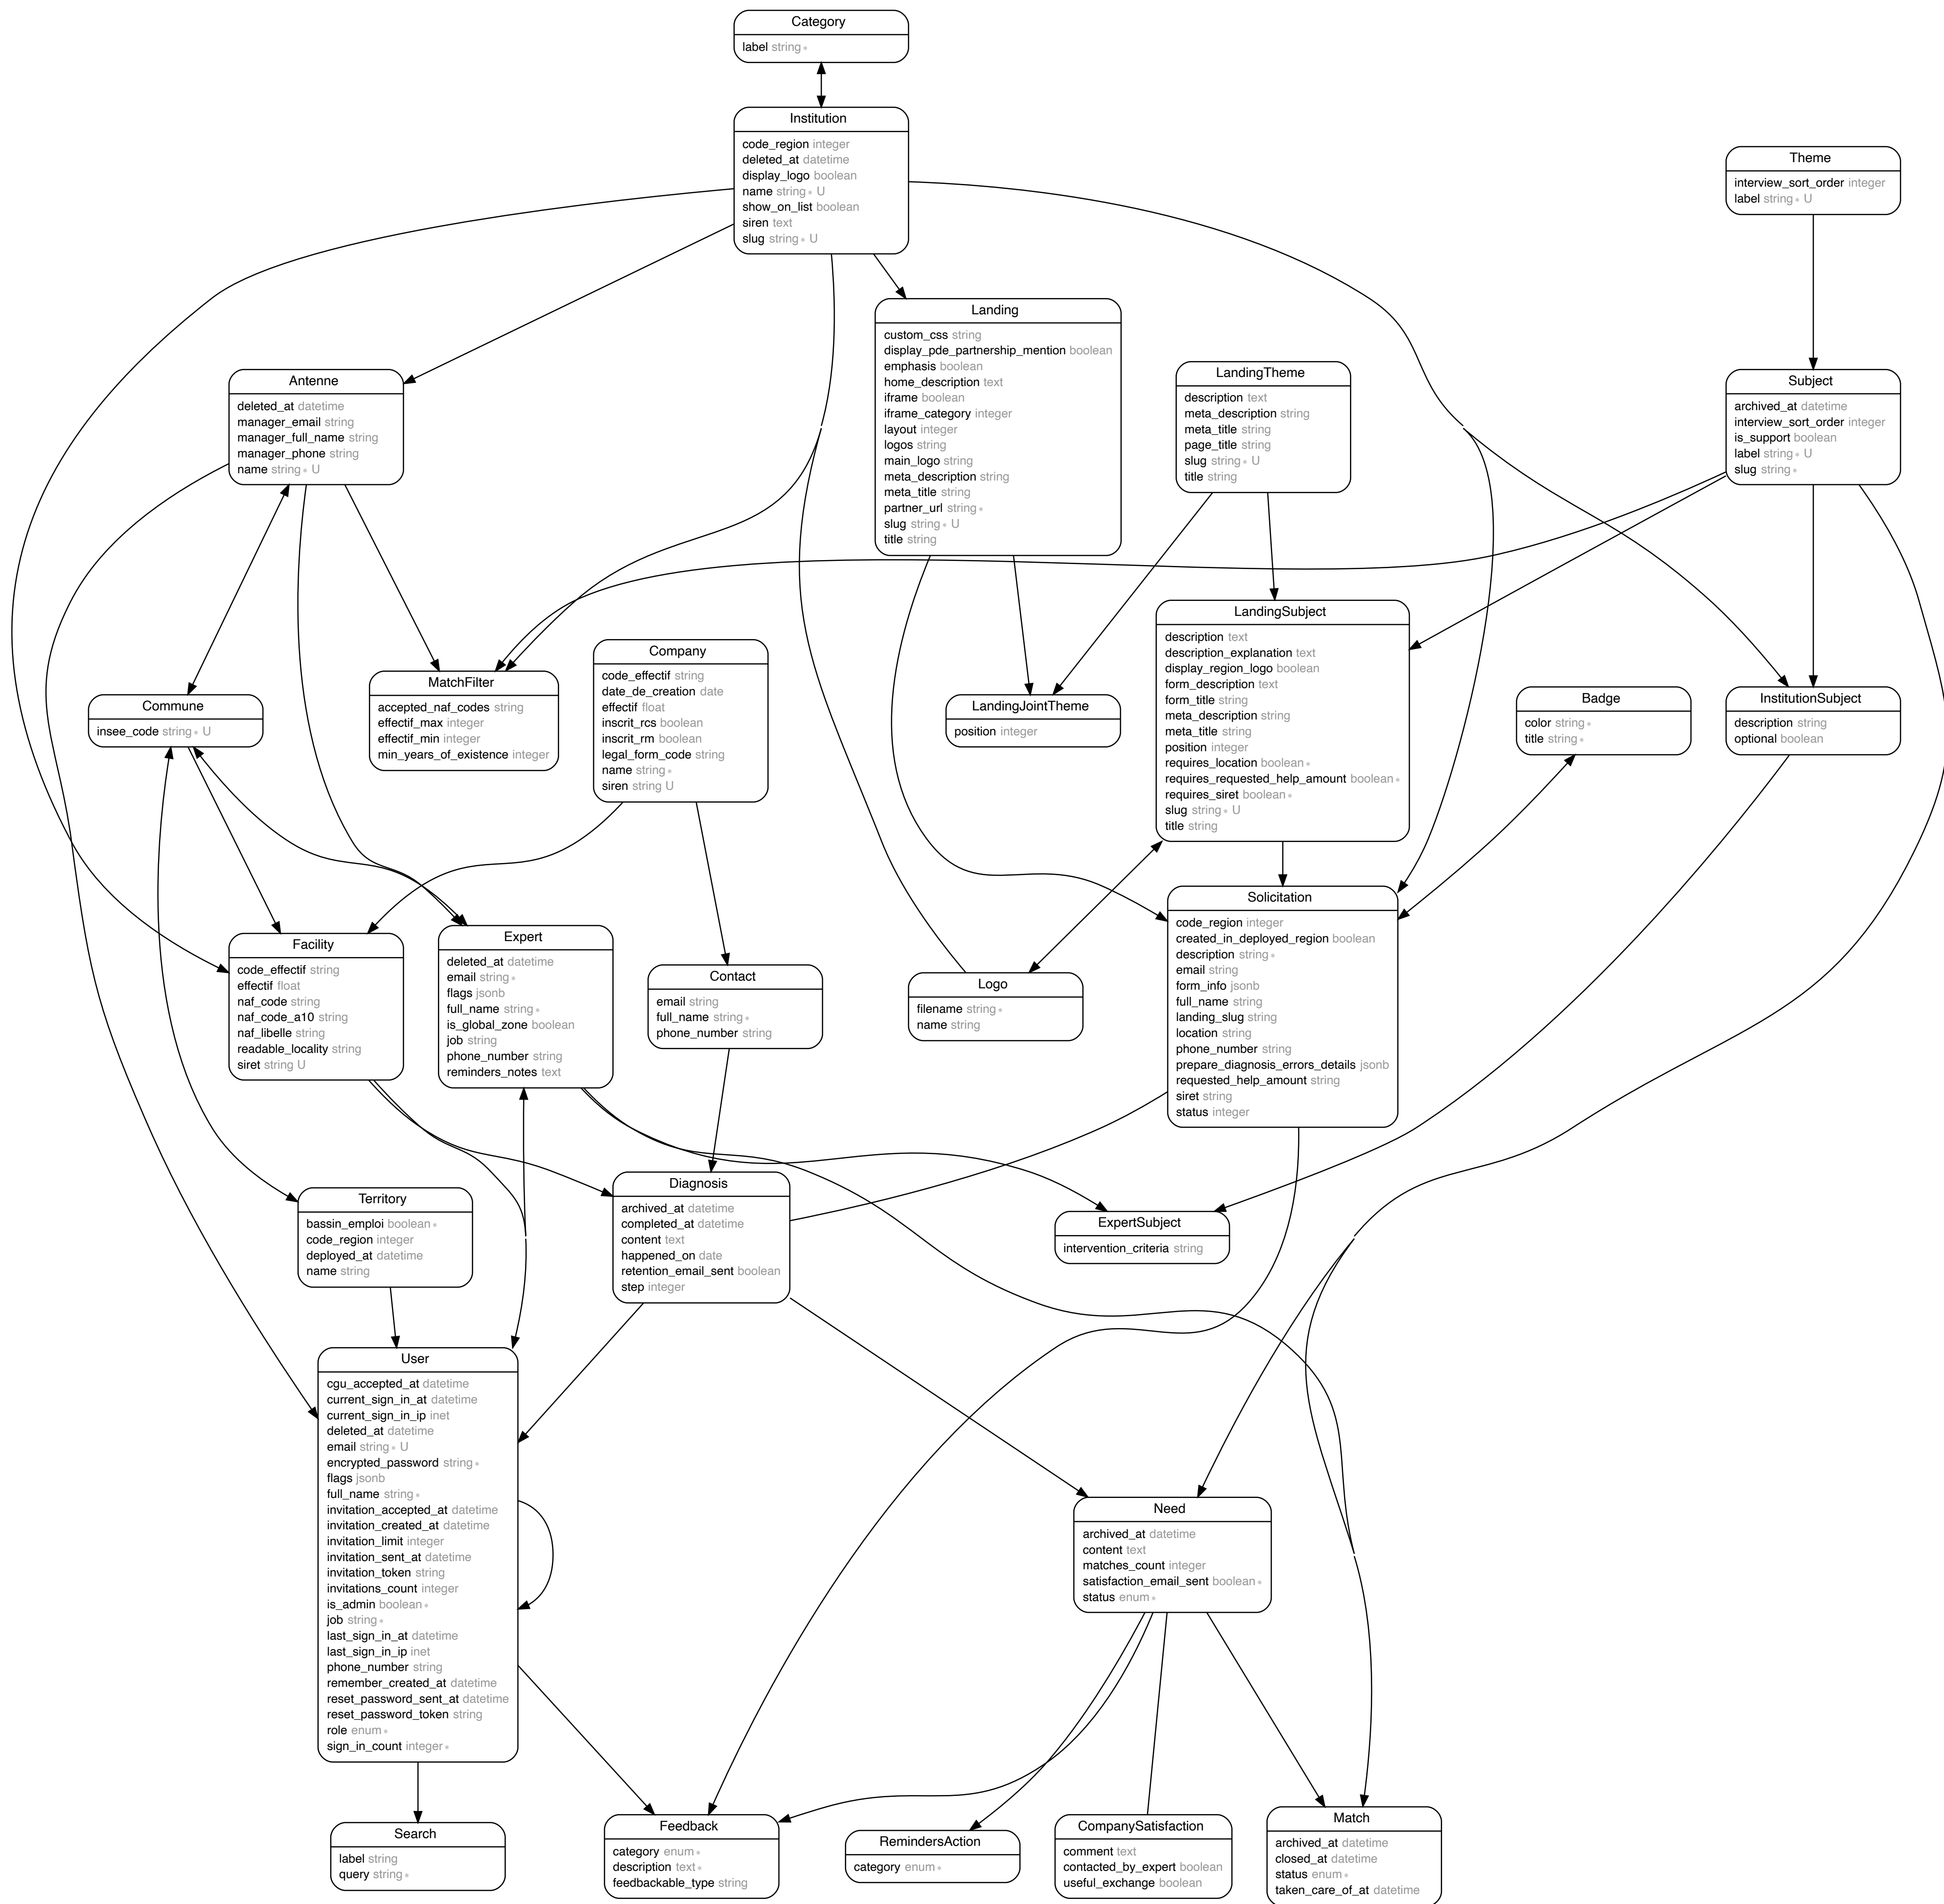 Category
label string *
Institution
code_region integer
deleted_at datetime
display_logo boolean
name string * U
show_on_list boolean
siren text
slug string * U
Theme
interview_sort_order integer
label string * U
Landing
custom_css string
display_pde_partnership_mention boolean
emphasis boolean
home_description text
iframe boolean
iframe_category integer
layout integer
logos string
main_logo string
meta_description string
meta_title string
partner_url string *
slug string * U
title string
LandingTheme
description text
meta_description string
meta_title string
page_title string
slug string * U
title string
Antenne
deleted_at datetime
manager_email string
manager_full_name string
manager_phone string
name string * U
Subject
archived_at datetime
interview_sort_order integer
is_support boolean
label string * U
slug string *
LandingSubject
description text
description_explanation text
display_region_logo boolean
form_description text
form_title string
meta_description string
meta_title string
position integer
requires_location boolean *
requires_requested_help_amount boolean *
requires_siret boolean *
slug string * U
title string
Company
code_effectif string
date_de_creation date
effectif float
inscrit_rcs boolean
inscrit_rm boolean
legal_form_code string
name string *
siren string U
MatchFilter
accepted_naf_codes string
effectif_max integer
effectif_min integer
min_years_of_existence integer
Commune
insee_code string * U
LandingJointTheme
position integer
Badge
color string *
title string *
InstitutionSubject
description string
optional boolean
Solicitation
code_region integer
created_in_deployed_region boolean
description string *
email string
form_info jsonb
full_name string
landing_slug string
location string
phone_number string
prepare_diagnosis_errors_details jsonb
requested_help_amount string
siret string
status integer
Facility
code_effectif string
effectif float
naf_code string
naf_code_a10 string
naf_libelle string
readable_locality string
siret string U
Expert
deleted_at datetime
email string *
flags jsonb
full_name string *
is_global_zone boolean
job string
phone_number string
reminders_notes text
Contact
email string
full_name string *
phone_number string
Logo
filename string *
name string
Territory
bassin_emploi boolean *
code_region integer
deployed_at datetime
name string
Diagnosis
archived_at datetime
completed_at datetime
content text
happened_on date
retention_email_sent boolean
step integer
ExpertSubject
intervention_criteria string
User
cgu_accepted_at datetime
current_sign_in_at datetime
current_sign_in_ip inet
deleted_at datetime
email string * U
encrypted_password string *
flags jsonb
full_name string *
invitation_accepted_at datetime
invitation_created_at datetime
invitation_limit integer
invitation_sent_at datetime
invitation_token string
invitations_count integer
is_admin boolean *
job string *
last_sign_in_at datetime
last_sign_in_ip inet
phone_number string
remember_created_at datetime
reset_password_sent_at datetime
reset_password_token string
role enum *
sign_in_count integer *
Need
archived_at datetime
content text
matches_count integer
satisfaction_email_sent boolean *
status enum *
Search
label string
query string *
Feedback
category enum *
description text *
feedbackable_type string
RemindersAction
category enum *
CompanySatisfaction
comment text
contacted_by_expert boolean
useful_exchange boolean
Match
archived_at datetime
closed_at datetime
status enum *
taken_care_of_at datetime